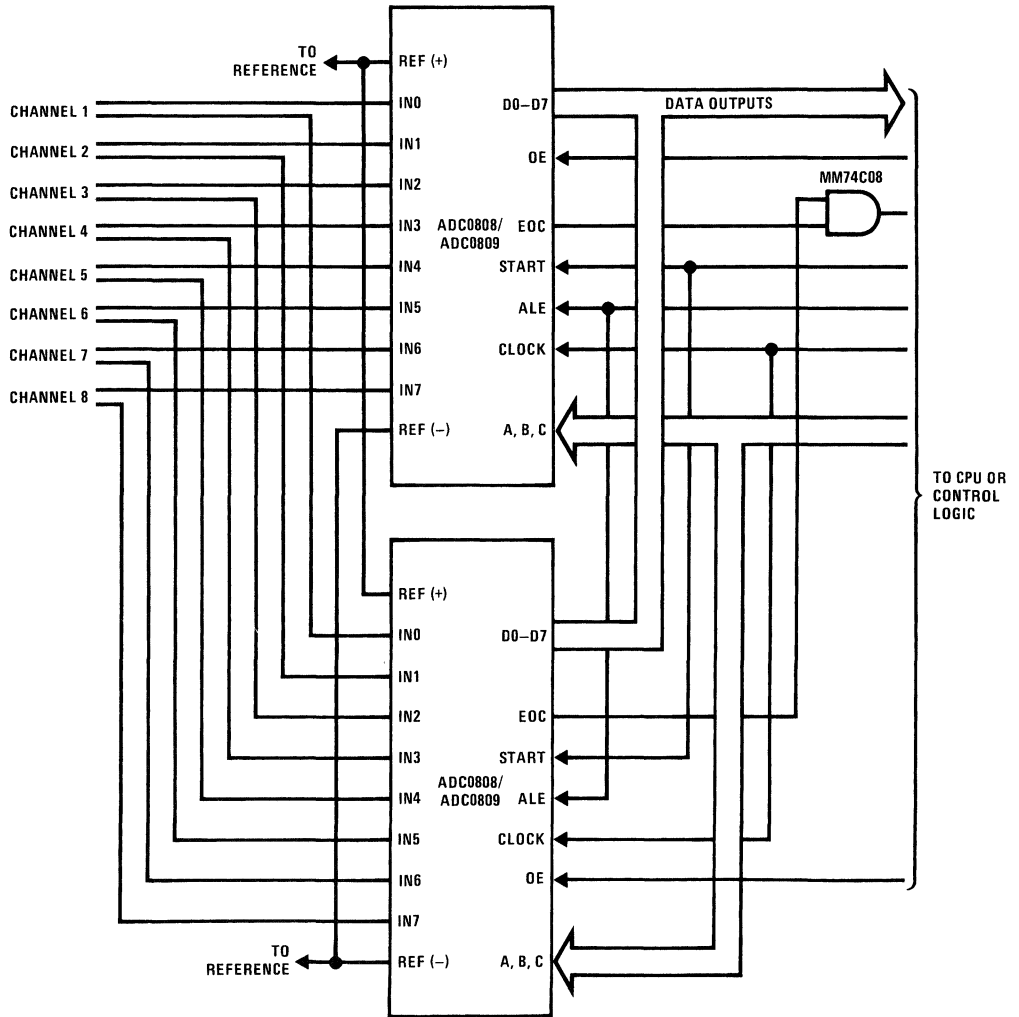 TO
REFERENCE
CHANNEL 1
CHANNEL 2
CHANNEL 3
CHANNEL 4
CHANNEL 5
CHANNEL 6
CHANNEL 7
CHANNEL 8
REF (+)
IN0
IN1
IN2
IN3
IN4
IN5
IN6
IN7
REF (–)
ADC0808/
ADC0809
D0–D7
OE
EOC
START
ALE
CLOCK
A, B, C
DATA OUTPUTS
MM74C08
TO CPU OR
CONTROL
LOGIC
REF (+)
IN0
IN1
IN2
IN3
IN4
IN5
IN6
IN7
REF (–)
ADC0808/
ADC0809
D0–D7
EOC
START
ALE
CLOCK
OE
A, B, C
TO
REFERENCE